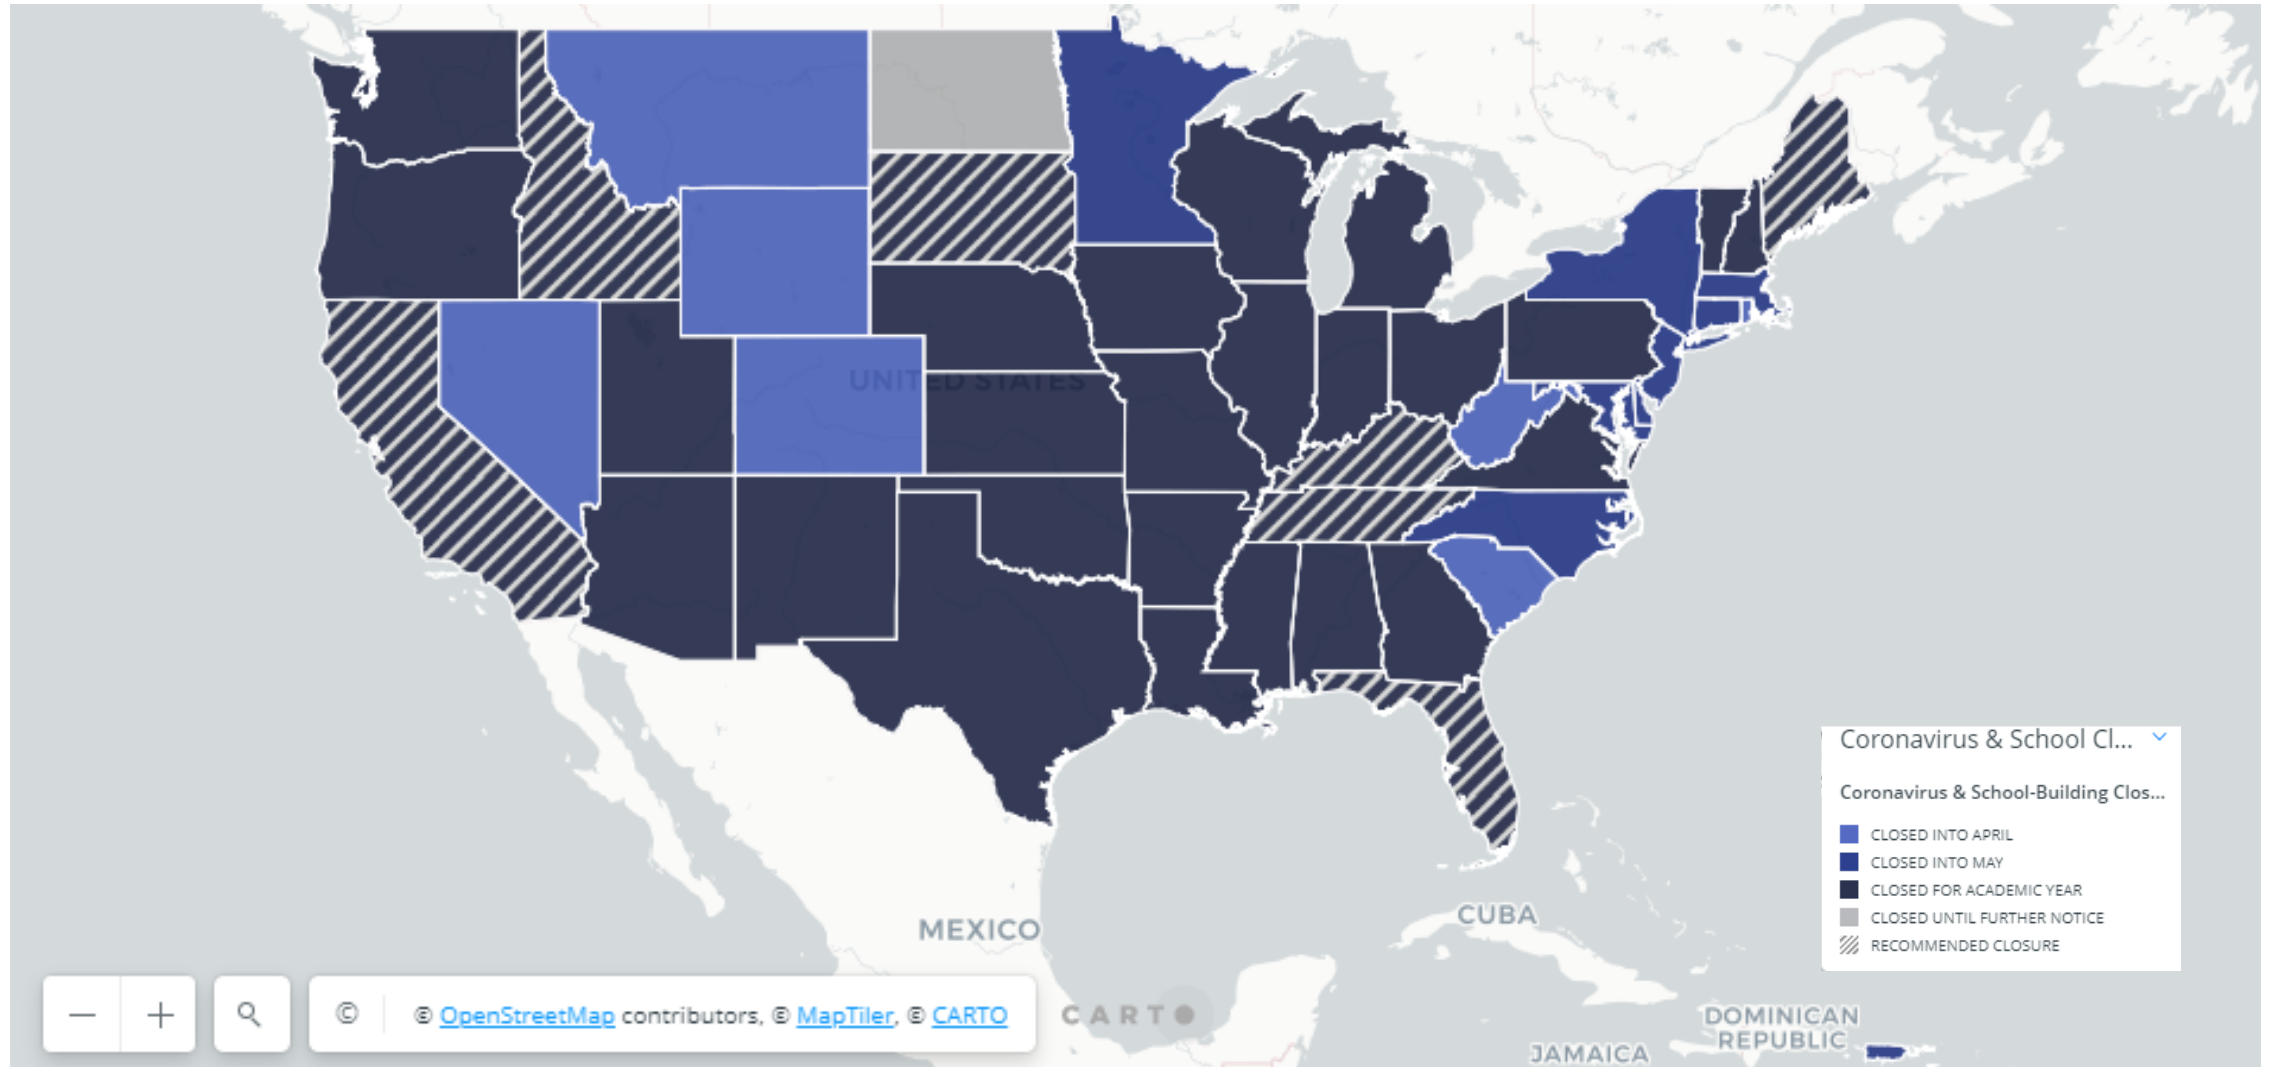 UNITED STATES
Coronavirus & School Cl...
Coronavirus & School-Building Clos...
CLOSED INTO APRIL
CLOSED INTO MAY
CLOSED FOR ACADEMIC YEAR
CLOSED UNTIL FURTHER NOTICE
RECOMMENDED CLOSURE
MEXICO
CUBA
© © OpenStreetMap contributors, © MapTiler, © CARTO
CARTO
DOMINICAN
REPUBLIC
JAMAICA